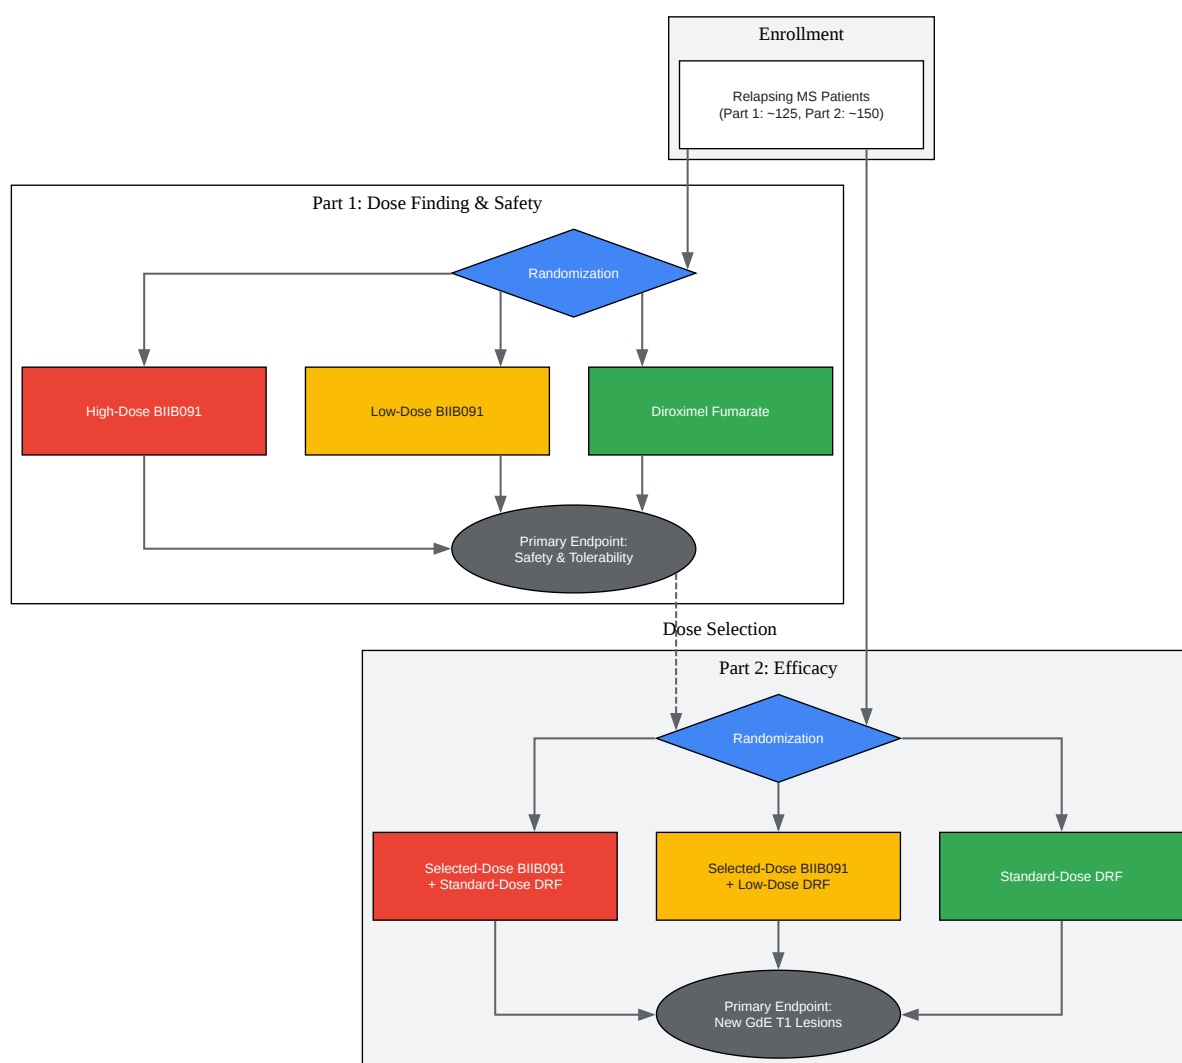 Enrollment
Relapsing MS Patients
(Part 1: ~125, Part 2: ~150)
Part 1: Dose Finding & Safety
Randomization
High-Dose BIIB091
Low-Dose BIIB091
Diroximel Fumarate
Primary Endpoint:
Safety & Tolerability
Dose Selection
Part 2: Efficacy
Randomization
Selected-Dose BIIB091
+ Standard-Dose DRF
Selected-Dose BIIB091
+ Low-Dose DRF
Standard-Dose DRF
Primary Endpoint:
New GdE T1 Lesions